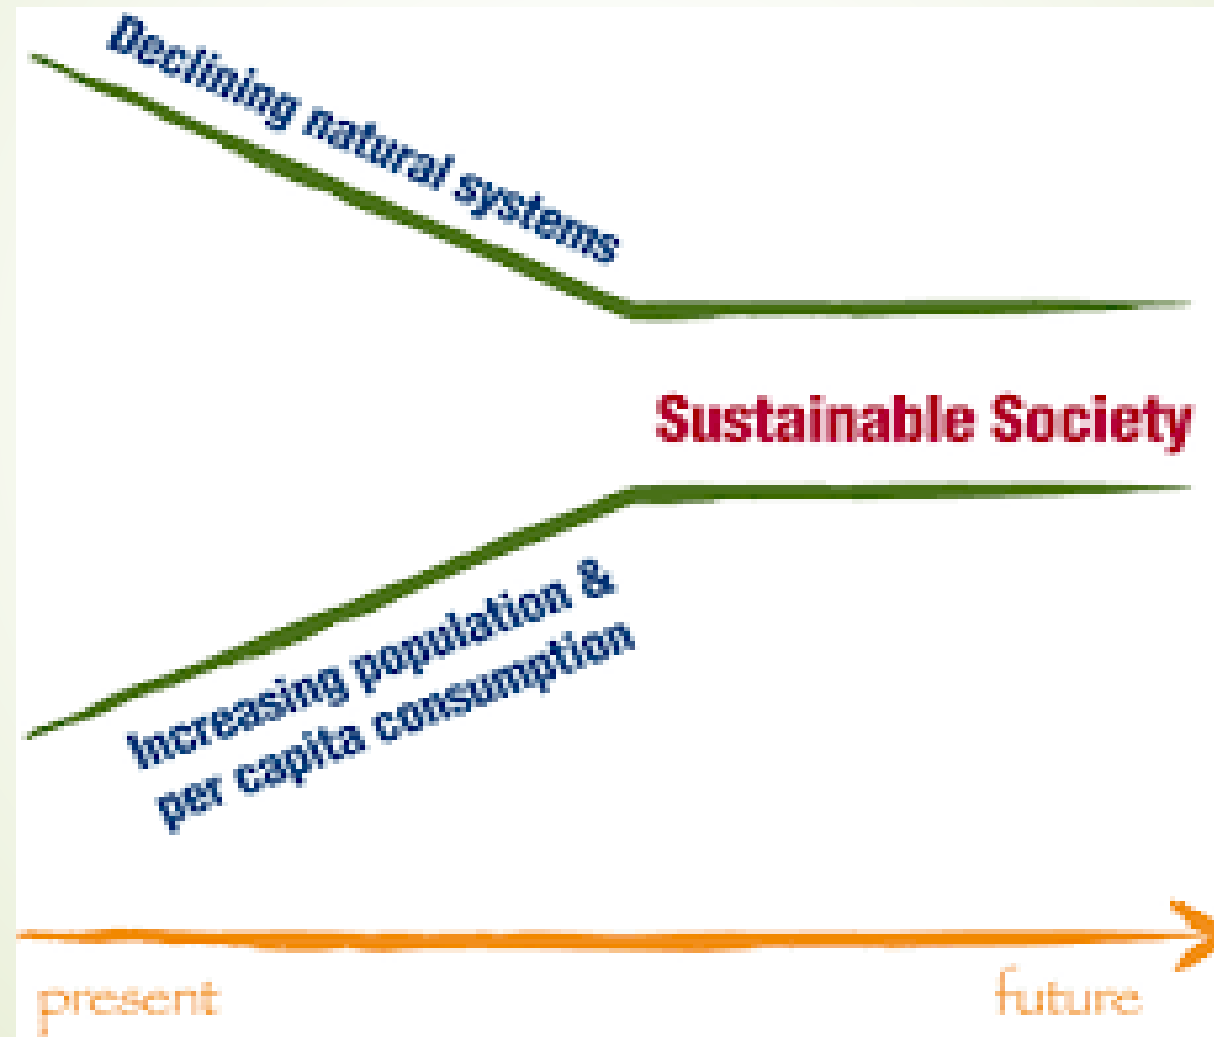 Declining natural systems
Sustainable Society
Increasing population &
per capita consumption
present
future